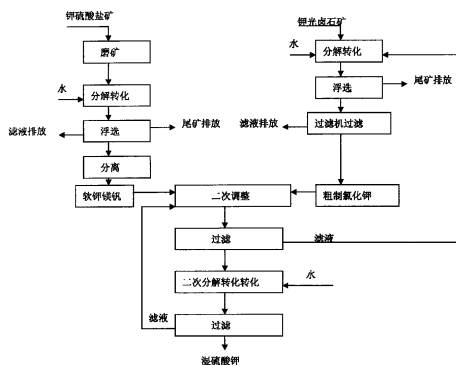 钾硫酸盐矿
磨矿
水
分解转化
浮选
滤液排放
尾矿排放
分离
软钾镁矾
钾光卤石矿
水
分解转化
浮选
尾矿排放
滤液排放
过滤机过滤
粗制氯化钾
二次调整
过滤
滤液
二次分解转化转化
水
滤液
过滤
湿硫酸钾